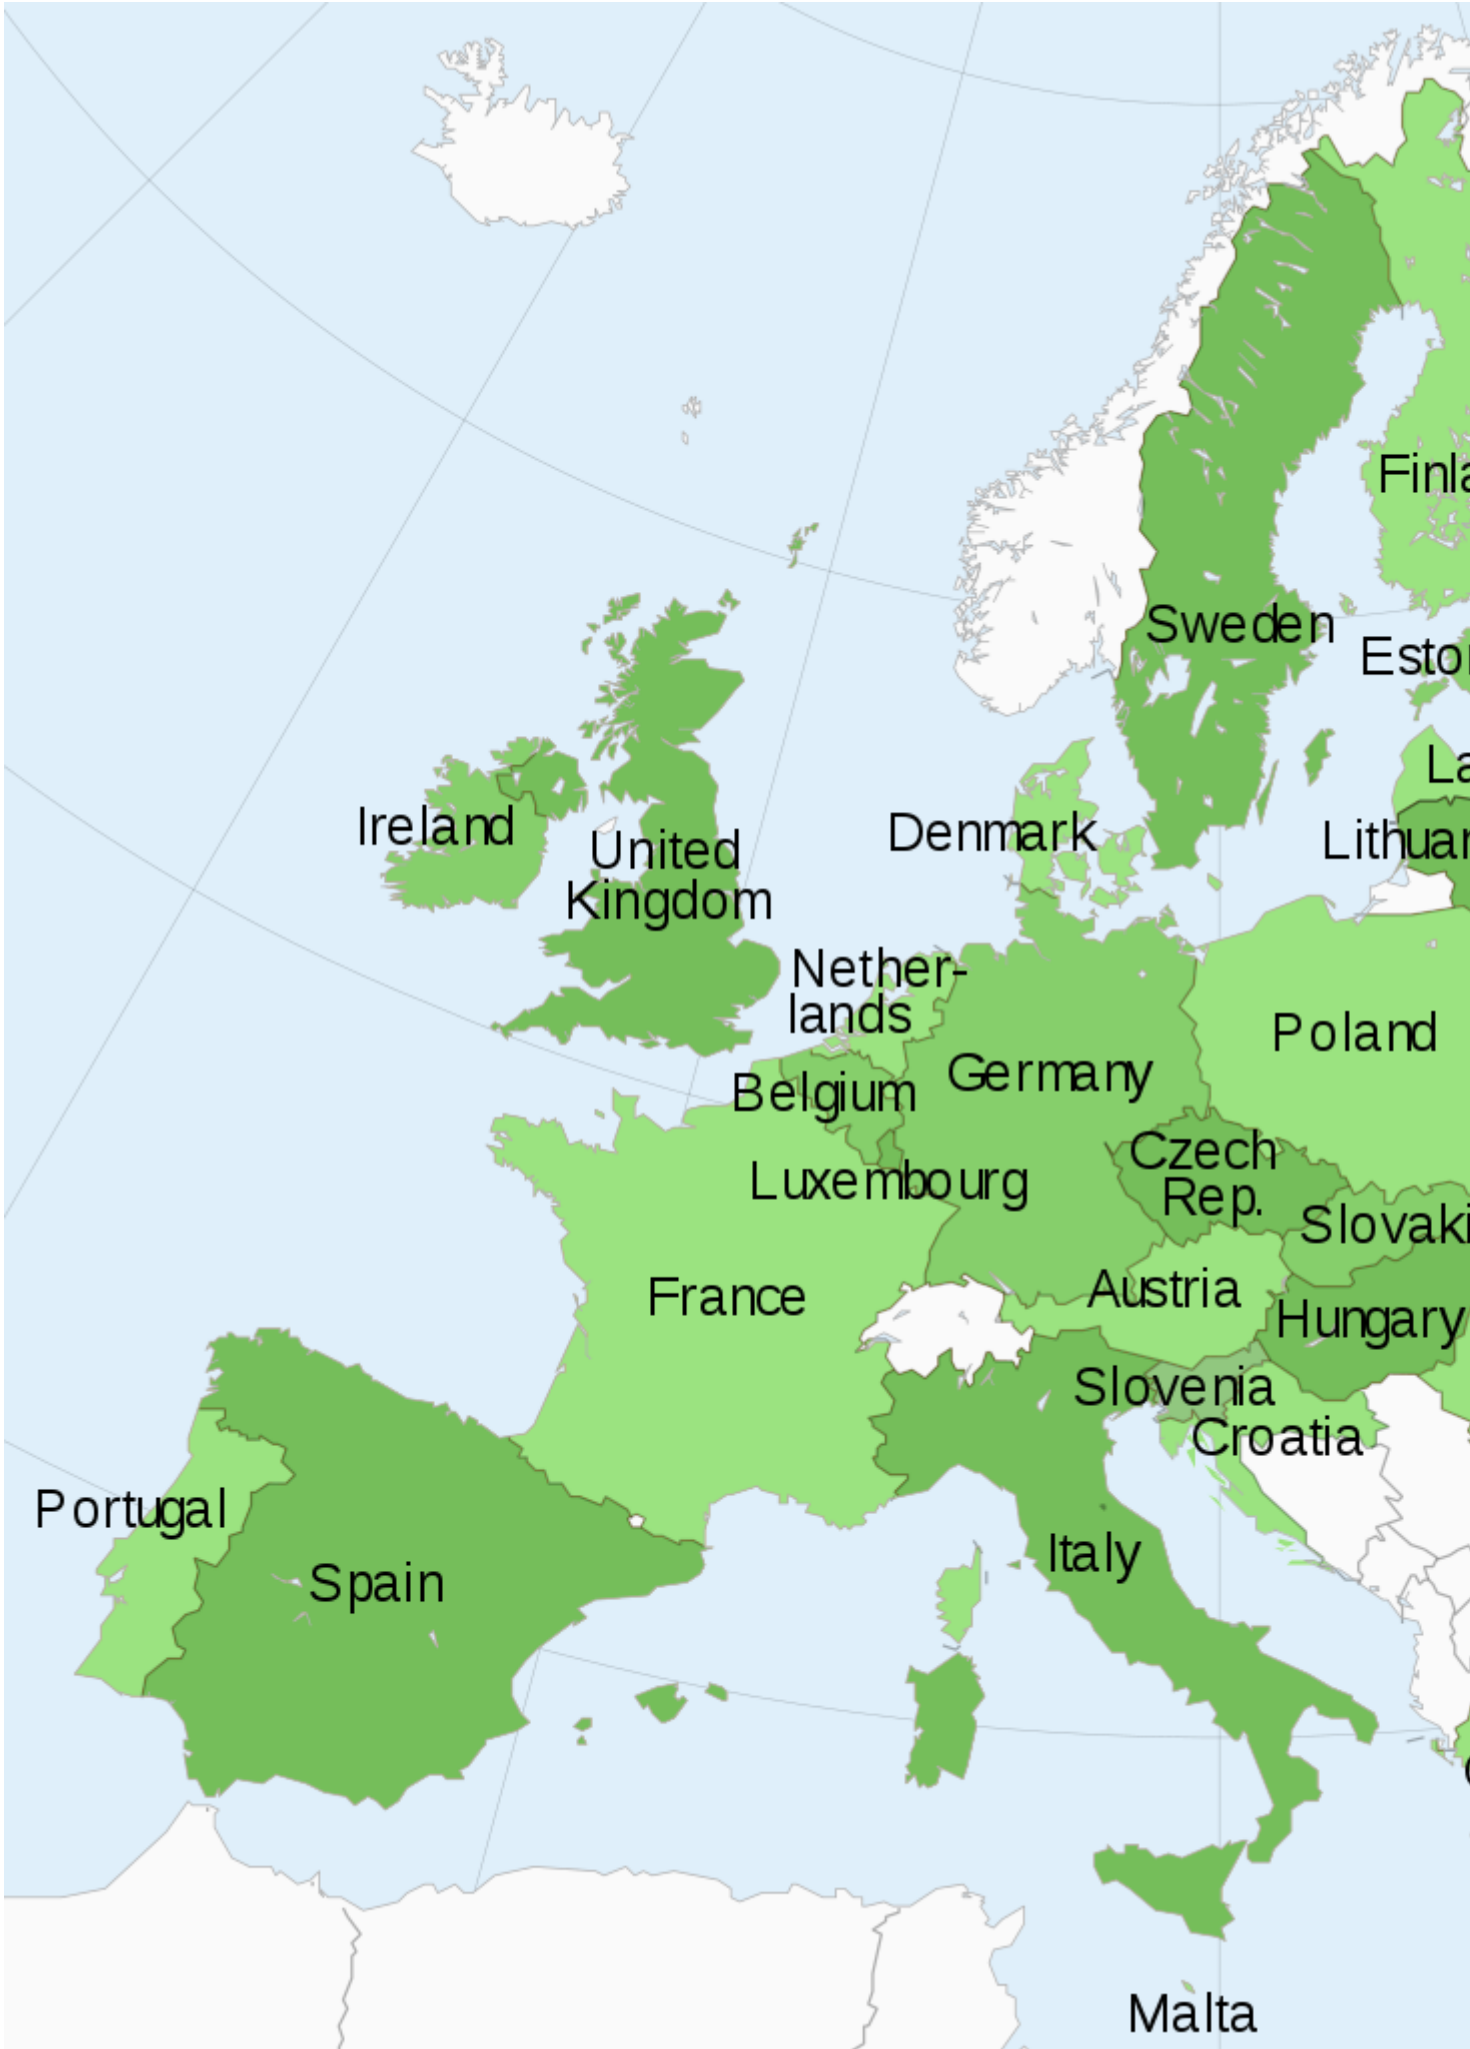 Finla
Sweden
Esto
La
Ireland
Denmark
Lithuar
United
Kingdom
Nether-
lands
Poland
Germany
Belgium
Czech
Rep.
Luxembourg
Slovaki
Austria
France
Hungary
Slovenia
Croatia
Portugal
Italy
Spain
Malta